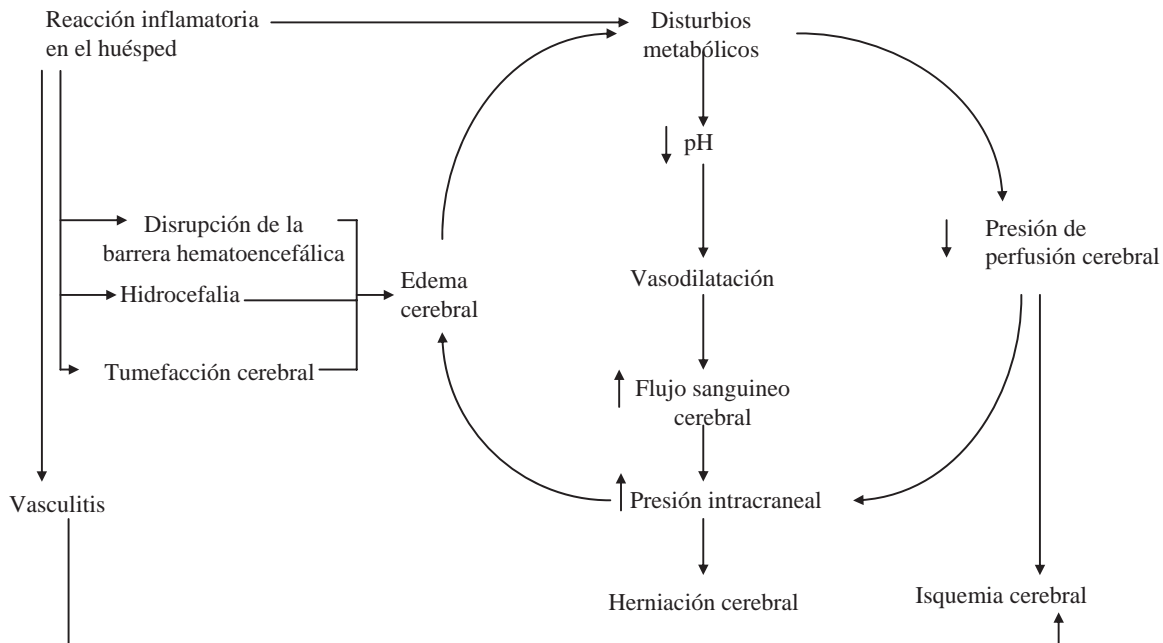 Reacción inflamatoria
en el huésped
Disturbios
metabólicos
pH
Disrupción de la
barrera hematoencefálica
Hidrocefalia
Tumefacción cerebral
Edema
cerebral
Vasodilatación
Presión de
perfusión cerebral
Flujo sanguineo
cerebral
Vasculitis
Presión intracraneal
Herniación cerebral
Isquemia cerebral